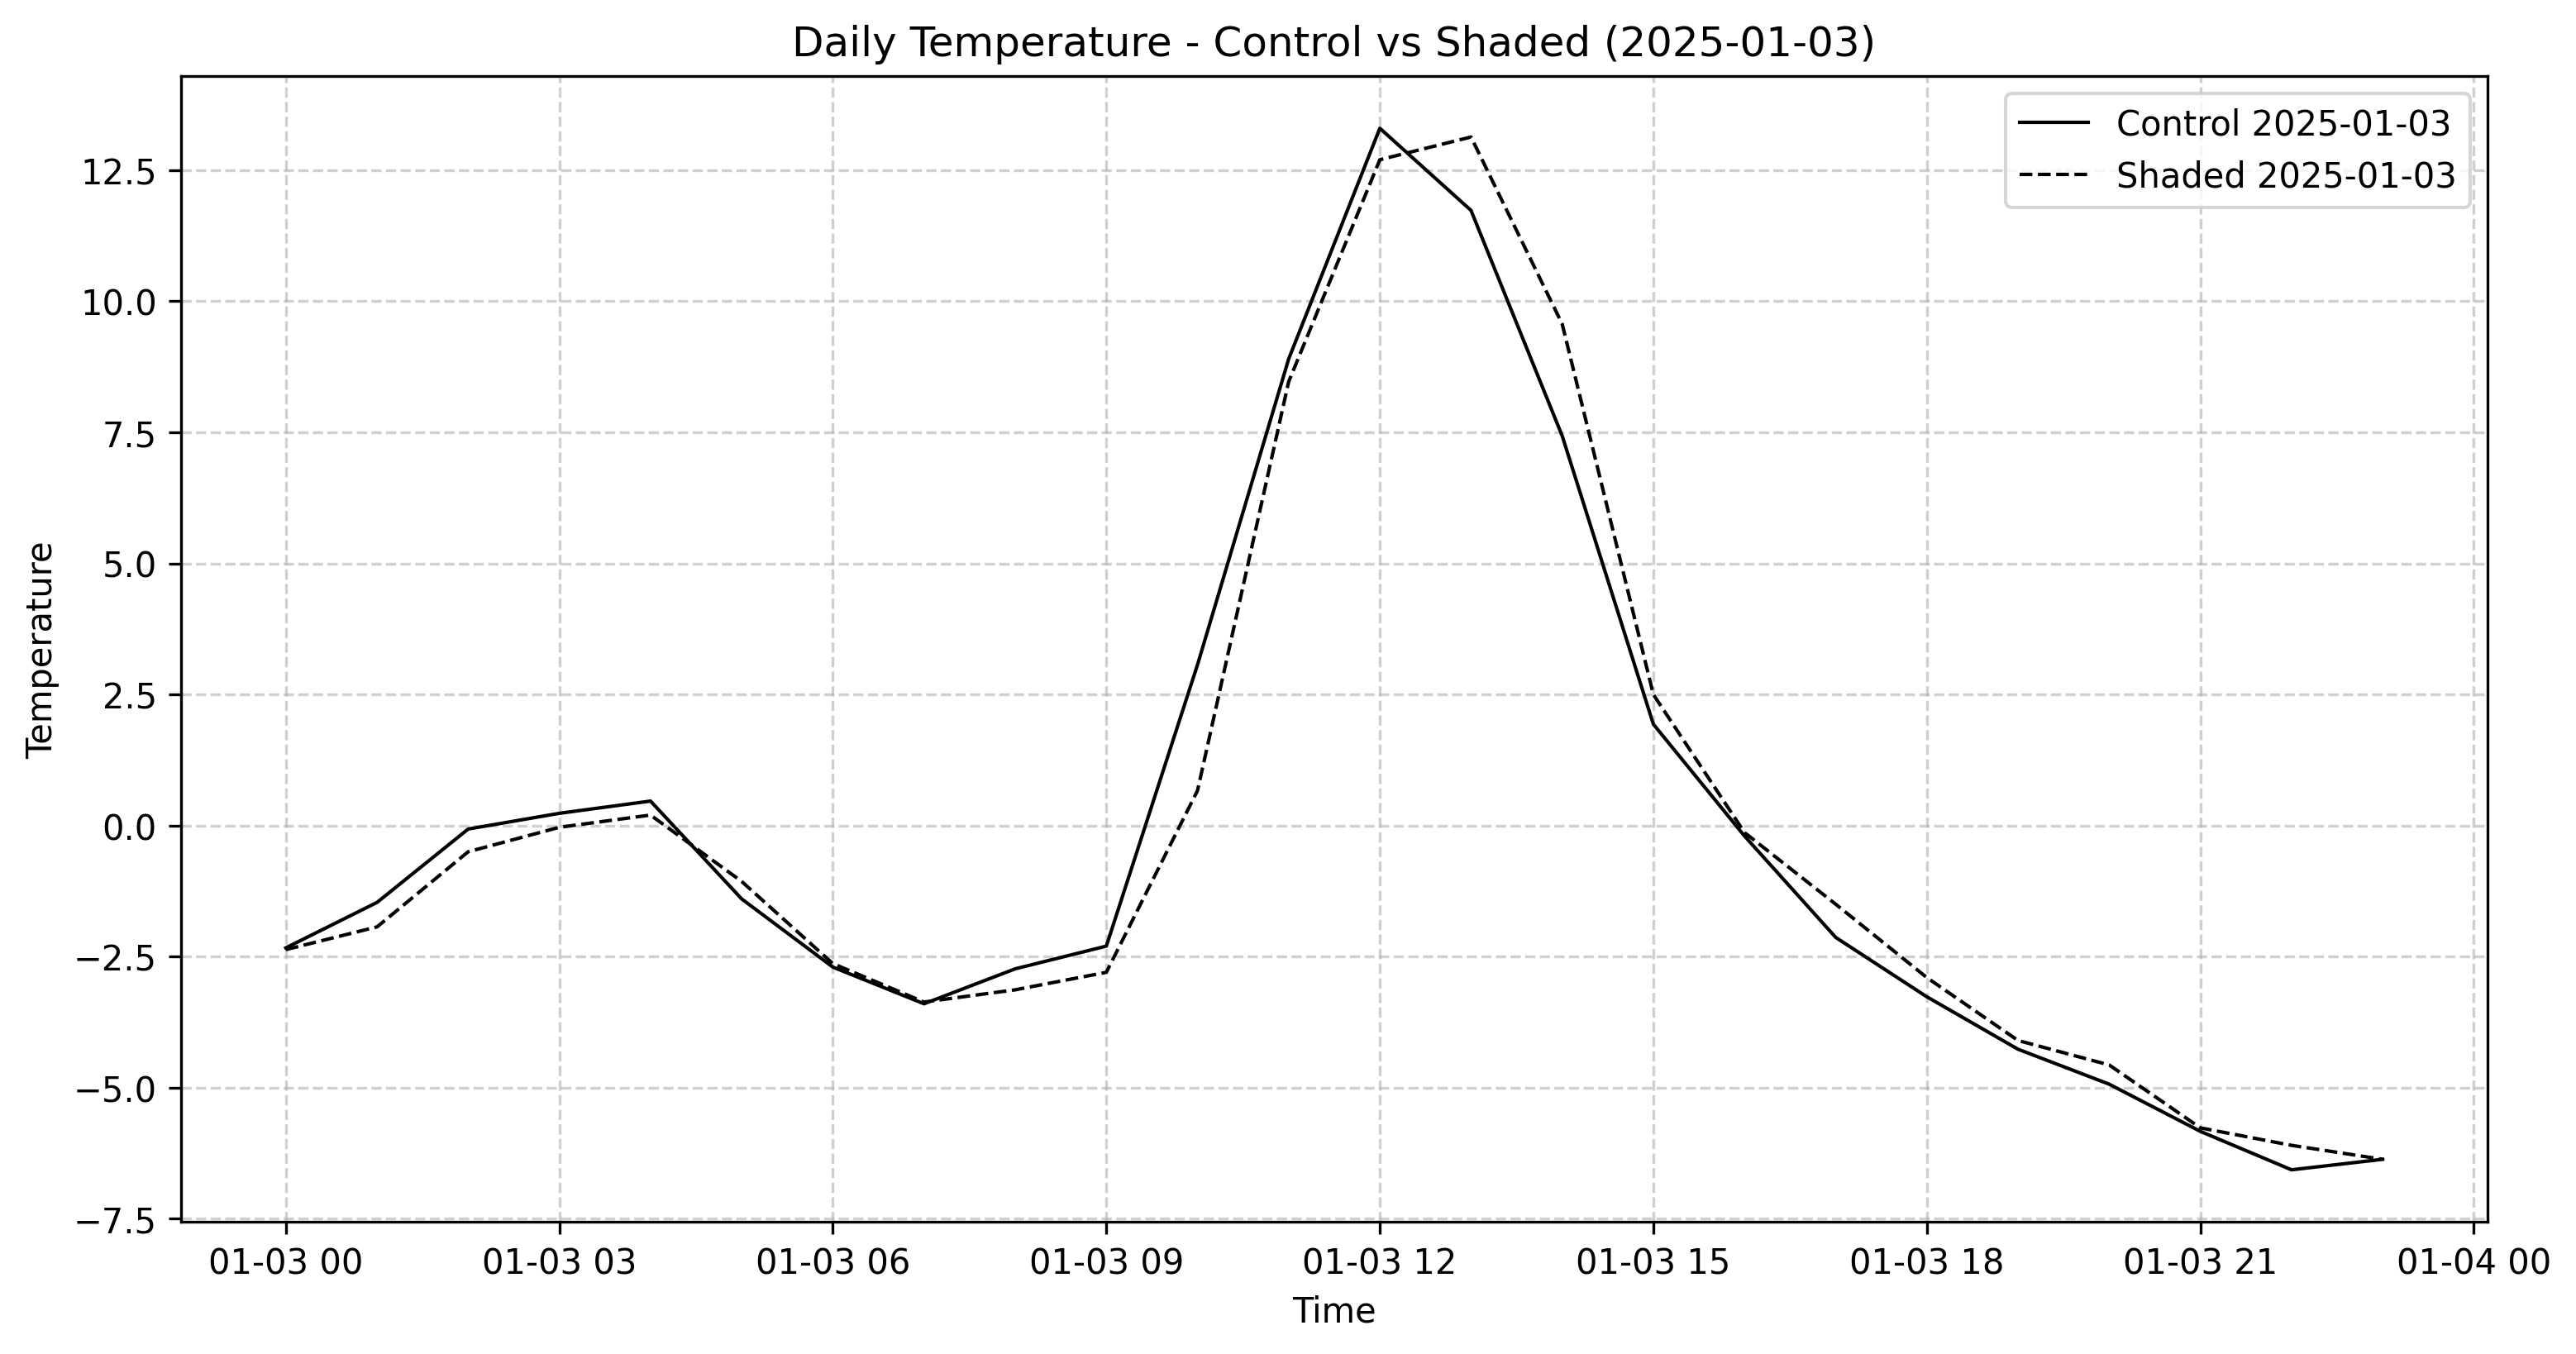 Daily Temperature - Control vs Shaded (2025-01-03)
Control 2025-01-03
Shaded 2025-01-03
12.5
10.0
7.5
5.0
2.5
0.0
−2.5
−5.0
−7.5
Temperature
01-03 00 01-03 03 01-03 06 01-03 09 01-03 12 01-03 15 01-03 18 01-03 21 01-04 00
Time